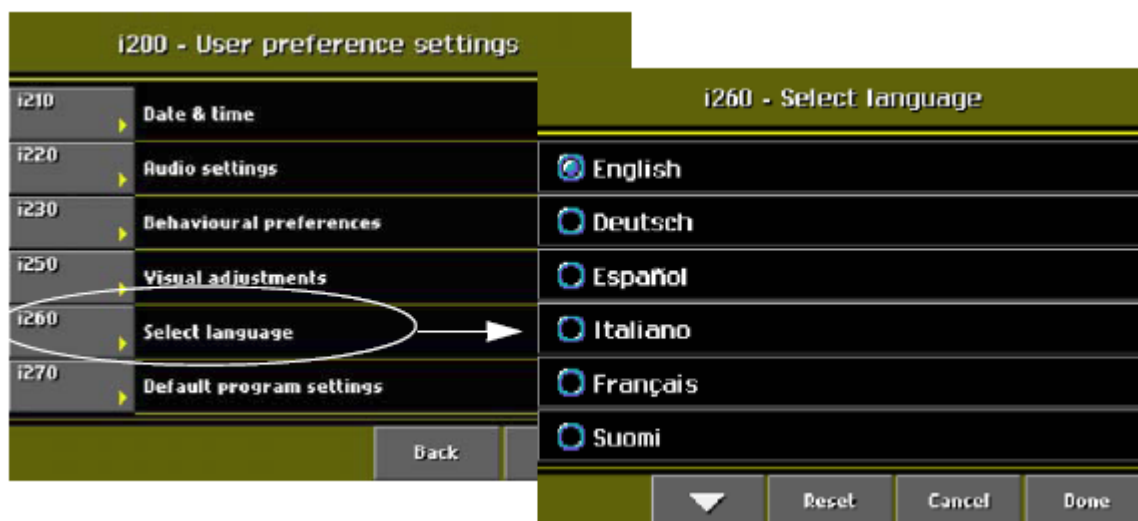 i200 - User preference settings
i210
Date & time
i220
Audio settings
i230
Behavioural preferences
i250
Visual adjustments
i260
Select language
i270
Default program settings
Back
i260 - Select language
English
Deutsch
Español
Italiano
Français
Suomi
Reset
Cancel
Done